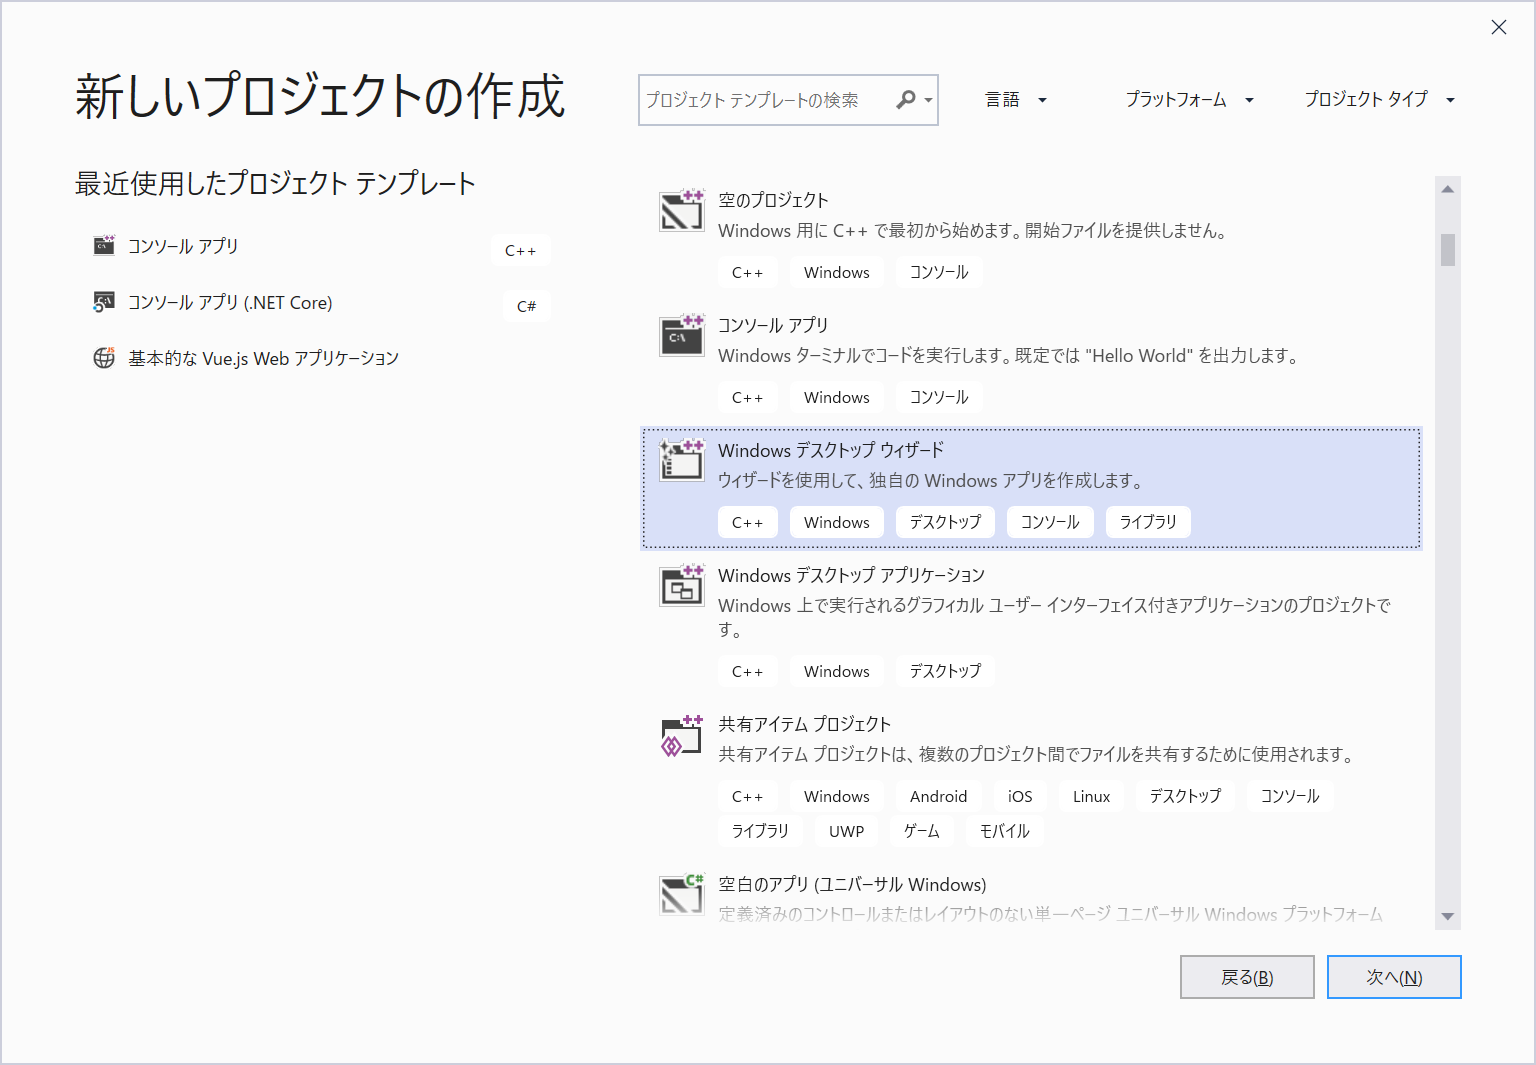 新しいプロジェクトの作成
プロジェクト テンプレートの検索
言語
プラットフォーム
プロジェクト タイプ
最近使用したプロジェクト テンプレート
コンソール アプリ
C++
コンソール アプリ (.NET Core)
C#
基本的な Vue.js Web アプリケーション
空のプロジェクト
Windows 用に C++ で最初から始めます。開始ファイルを提供しません。
C++ Windows コンソール
コンソール アプリ
Windows ターミナルでコードを実行します。既定では "Hello World" を出力します。
C++ Windows コンソール
Windows デスクトップ ウィザード
ウィザードを使用して、独自の Windows アプリを作成します。
C++ Windows デスクトップ コンソール ライブラリ
Windows デスクトップ アプリケーション
Windows 上で実行されるグラフィカル ユーザー インターフェイス付きアプリケーションのプロジェクトで
す。
C++ Windows デスクトップ
共有アイテム プロジェクト
共有アイテム プロジェクトは、複数のプロジェクト間でファイルを共有するために使用されます。
C++ Windows Android iOS Linux デスクトップ コンソール
ライブラリ UWP ゲーム モバイル
空白のアプリ (ユニバーサル Windows)
定義済みのコントロールまたはレイアウトのない単一ページ ユニバーサル Windows プラットフォーム
戻る(B)
次へ(N)